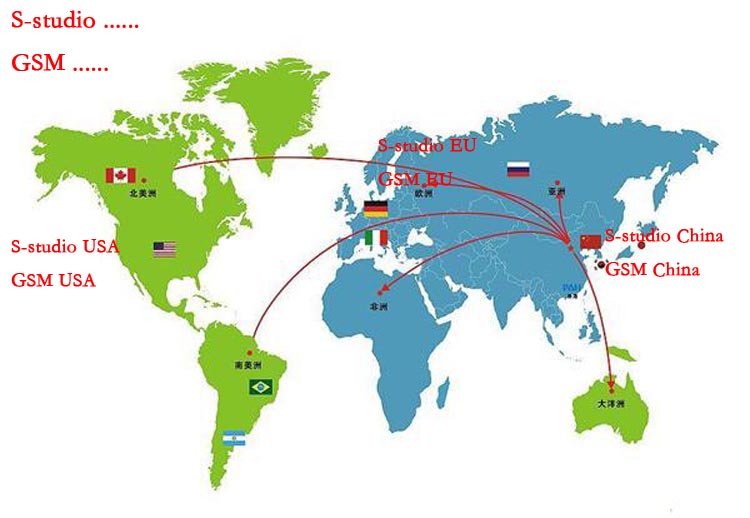 S-studio ......
GSM ......
S-studio EU
GSM EU
北美洲
欧洲
亚洲
S-studio USA
GSM USA
S-studio China
GSM China
非洲
南美洲
大洋洲